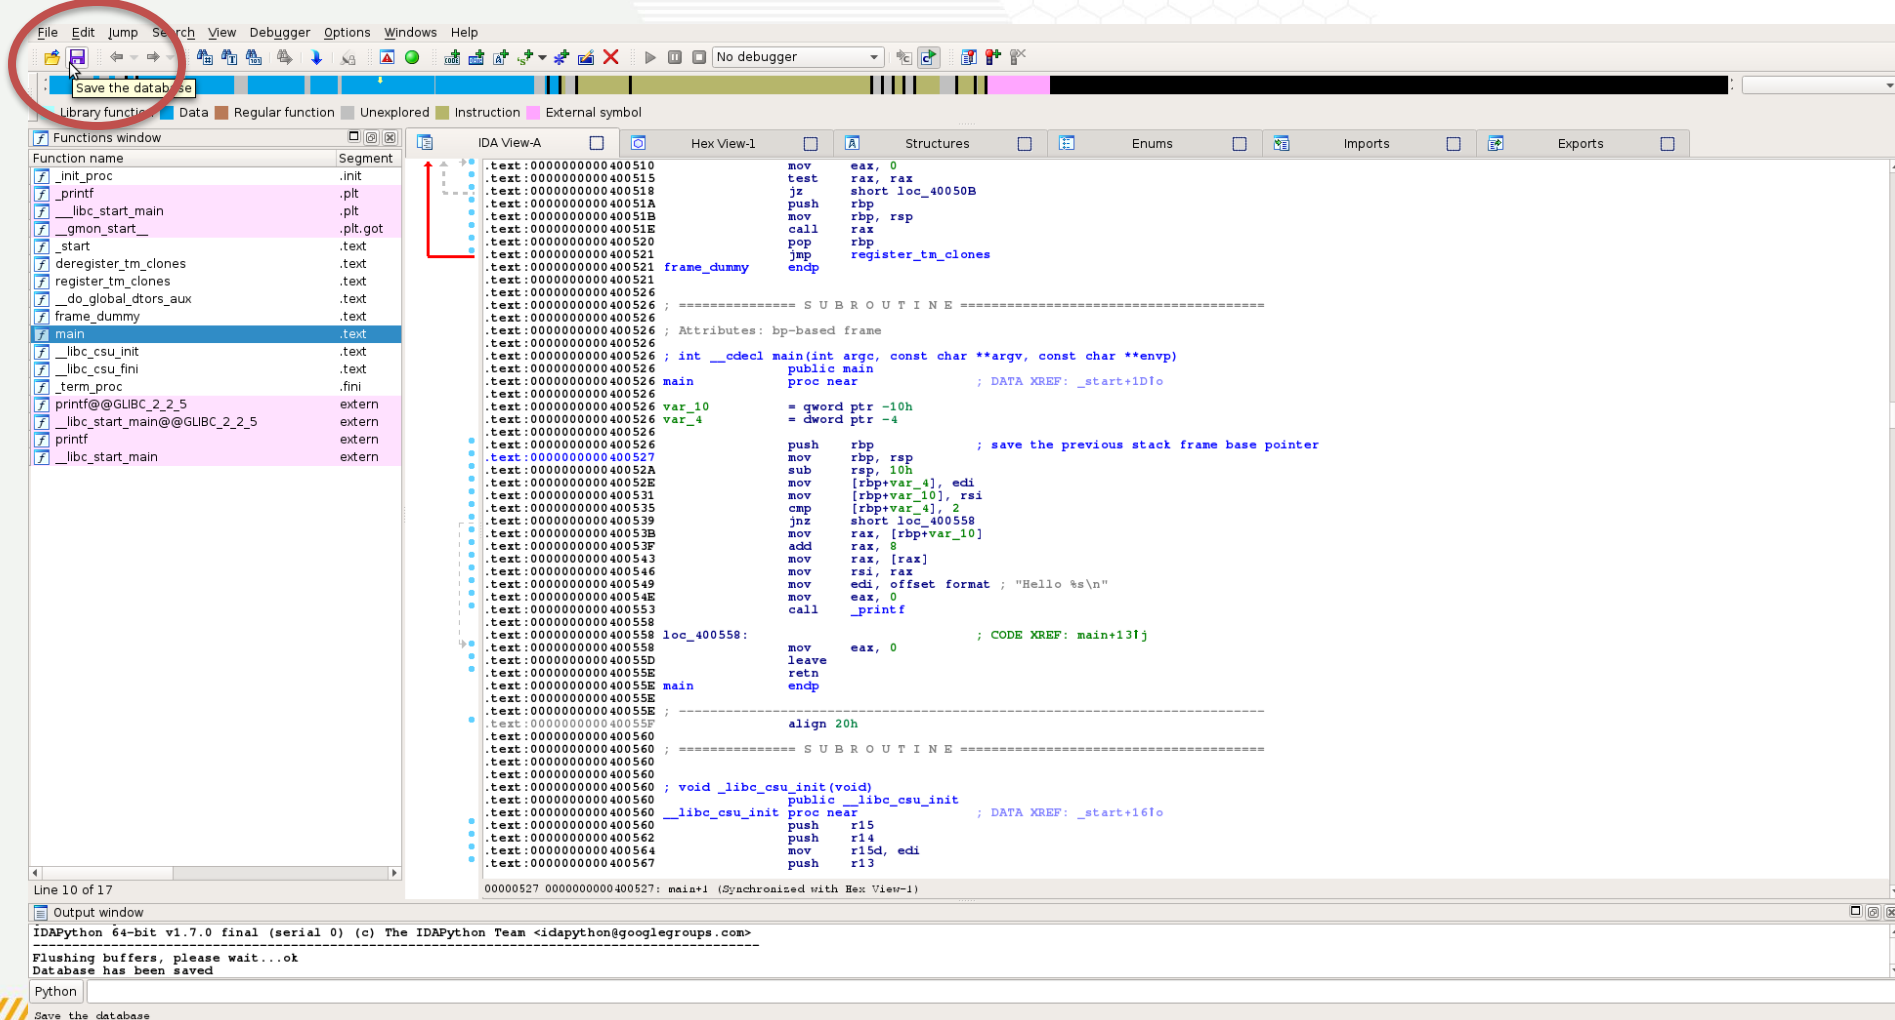 File Edit Jump Search View Debugger Options Windows Help
No debugger
Save the database
Library function Data Regular function Unexplored Instruction External symbol
Functions window
Function name Segment
_init_proc .init
_printf .plt
___libc_start_main .plt
__gmon_start__ .plt.got
_start .text
deregister_tm_clones .text
register_tm_clones .text
__do_global_dtors_aux .text
frame_dummy .text
main .text
__libc_csu_init .text
__libc_csu_fini .text
_term_proc .fini
printf@@GLIBC_2_2_5 extern
__libc_start_main@@GLIBC_2_2_5 extern
printf extern
__libc_start_main extern
Line 10 of 17
IDA View-A Hex View-1 Structures Enums Imports Exports
.text:0000000000400510 mov eax, 0
.text:0000000000400515 test rax, rax
.text:0000000000400518 jz short loc_40050B
.text:000000000040051A push rbp
.text:000000000040051B mov rbp, rsp
.text:000000000040051E call rax
.text:0000000000400520 pop rbp
.text:0000000000400521 jmp register_tm_clones
.text:0000000000400521 frame_dummy endp
.text:0000000000400521
.text:0000000000400526
.text:0000000000400526 ; =============== S U B R O U T I N E =======================================
.text:0000000000400526
.text:0000000000400526 ; Attributes: bp-based frame
.text:0000000000400526
.text:0000000000400526 ; int __cdecl main(int argc, const char **argv, const char **envp)
.text:0000000000400526 public main
.text:0000000000400526 main proc near ; DATA XREF: _start+1D↑o
.text:0000000000400526
.text:0000000000400526 var_10 = qword ptr -10h
.text:0000000000400526 var_4 = dword ptr -4
.text:0000000000400526
.text:0000000000400526 push rbp ; save the previous stack frame base pointer
.text:0000000000400527 mov rbp, rsp
.text:000000000040052A sub rsp, 10h
.text:000000000040052E mov [rbp+var_4], edi
.text:0000000000400531 mov [rbp+var_10], rsi
.text:0000000000400535 cmp [rbp+var_4], 2
.text:0000000000400539 jnz short loc_400558
.text:000000000040053B mov rax, [rbp+var_10]
.text:000000000040053F add rax, 8
.text:0000000000400543 mov rax, [rax]
.text:0000000000400546 mov rsi, rax
.text:0000000000400549 mov edi, offset format ; "Hello %s\n"
.text:000000000040054E mov eax, 0
.text:0000000000400553 call _printf
.text:0000000000400558
.text:0000000000400558 loc_400558: ; CODE XREF: main+13↑j
.text:0000000000400558 mov eax, 0
.text:000000000040055D leave
.text:000000000040055E retn
.text:000000000040055E main endp
.text:000000000040055E
.text:000000000040055E ; ---------------------------------------------------------------------------
.text:000000000040055F align 20h
.text:0000000000400560
.text:0000000000400560 ; =============== S U B R O U T I N E =======================================
.text:0000000000400560
.text:0000000000400560
.text:0000000000400560 ; void _libc_csu_init(void)
.text:0000000000400560 public __libc_csu_init
.text:0000000000400560 __libc_csu_init proc near ; DATA XREF: _start+16↑o
.text:0000000000400560 push r15
.text:0000000000400562 push r14
.text:0000000000400564 mov r15d, edi
.text:0000000000400567 push r13
00000527 0000000000400527: main+1 (Synchronized with Hex View-1)
Output window
IDAPython 64-bit v1.7.0 final (serial 0) (c) The IDAPython Team <idapython@googlegroups.com>
---------------------------------------------------------------------------------------------
Flushing buffers, please wait...ok
Database has been saved
Python
Save the database